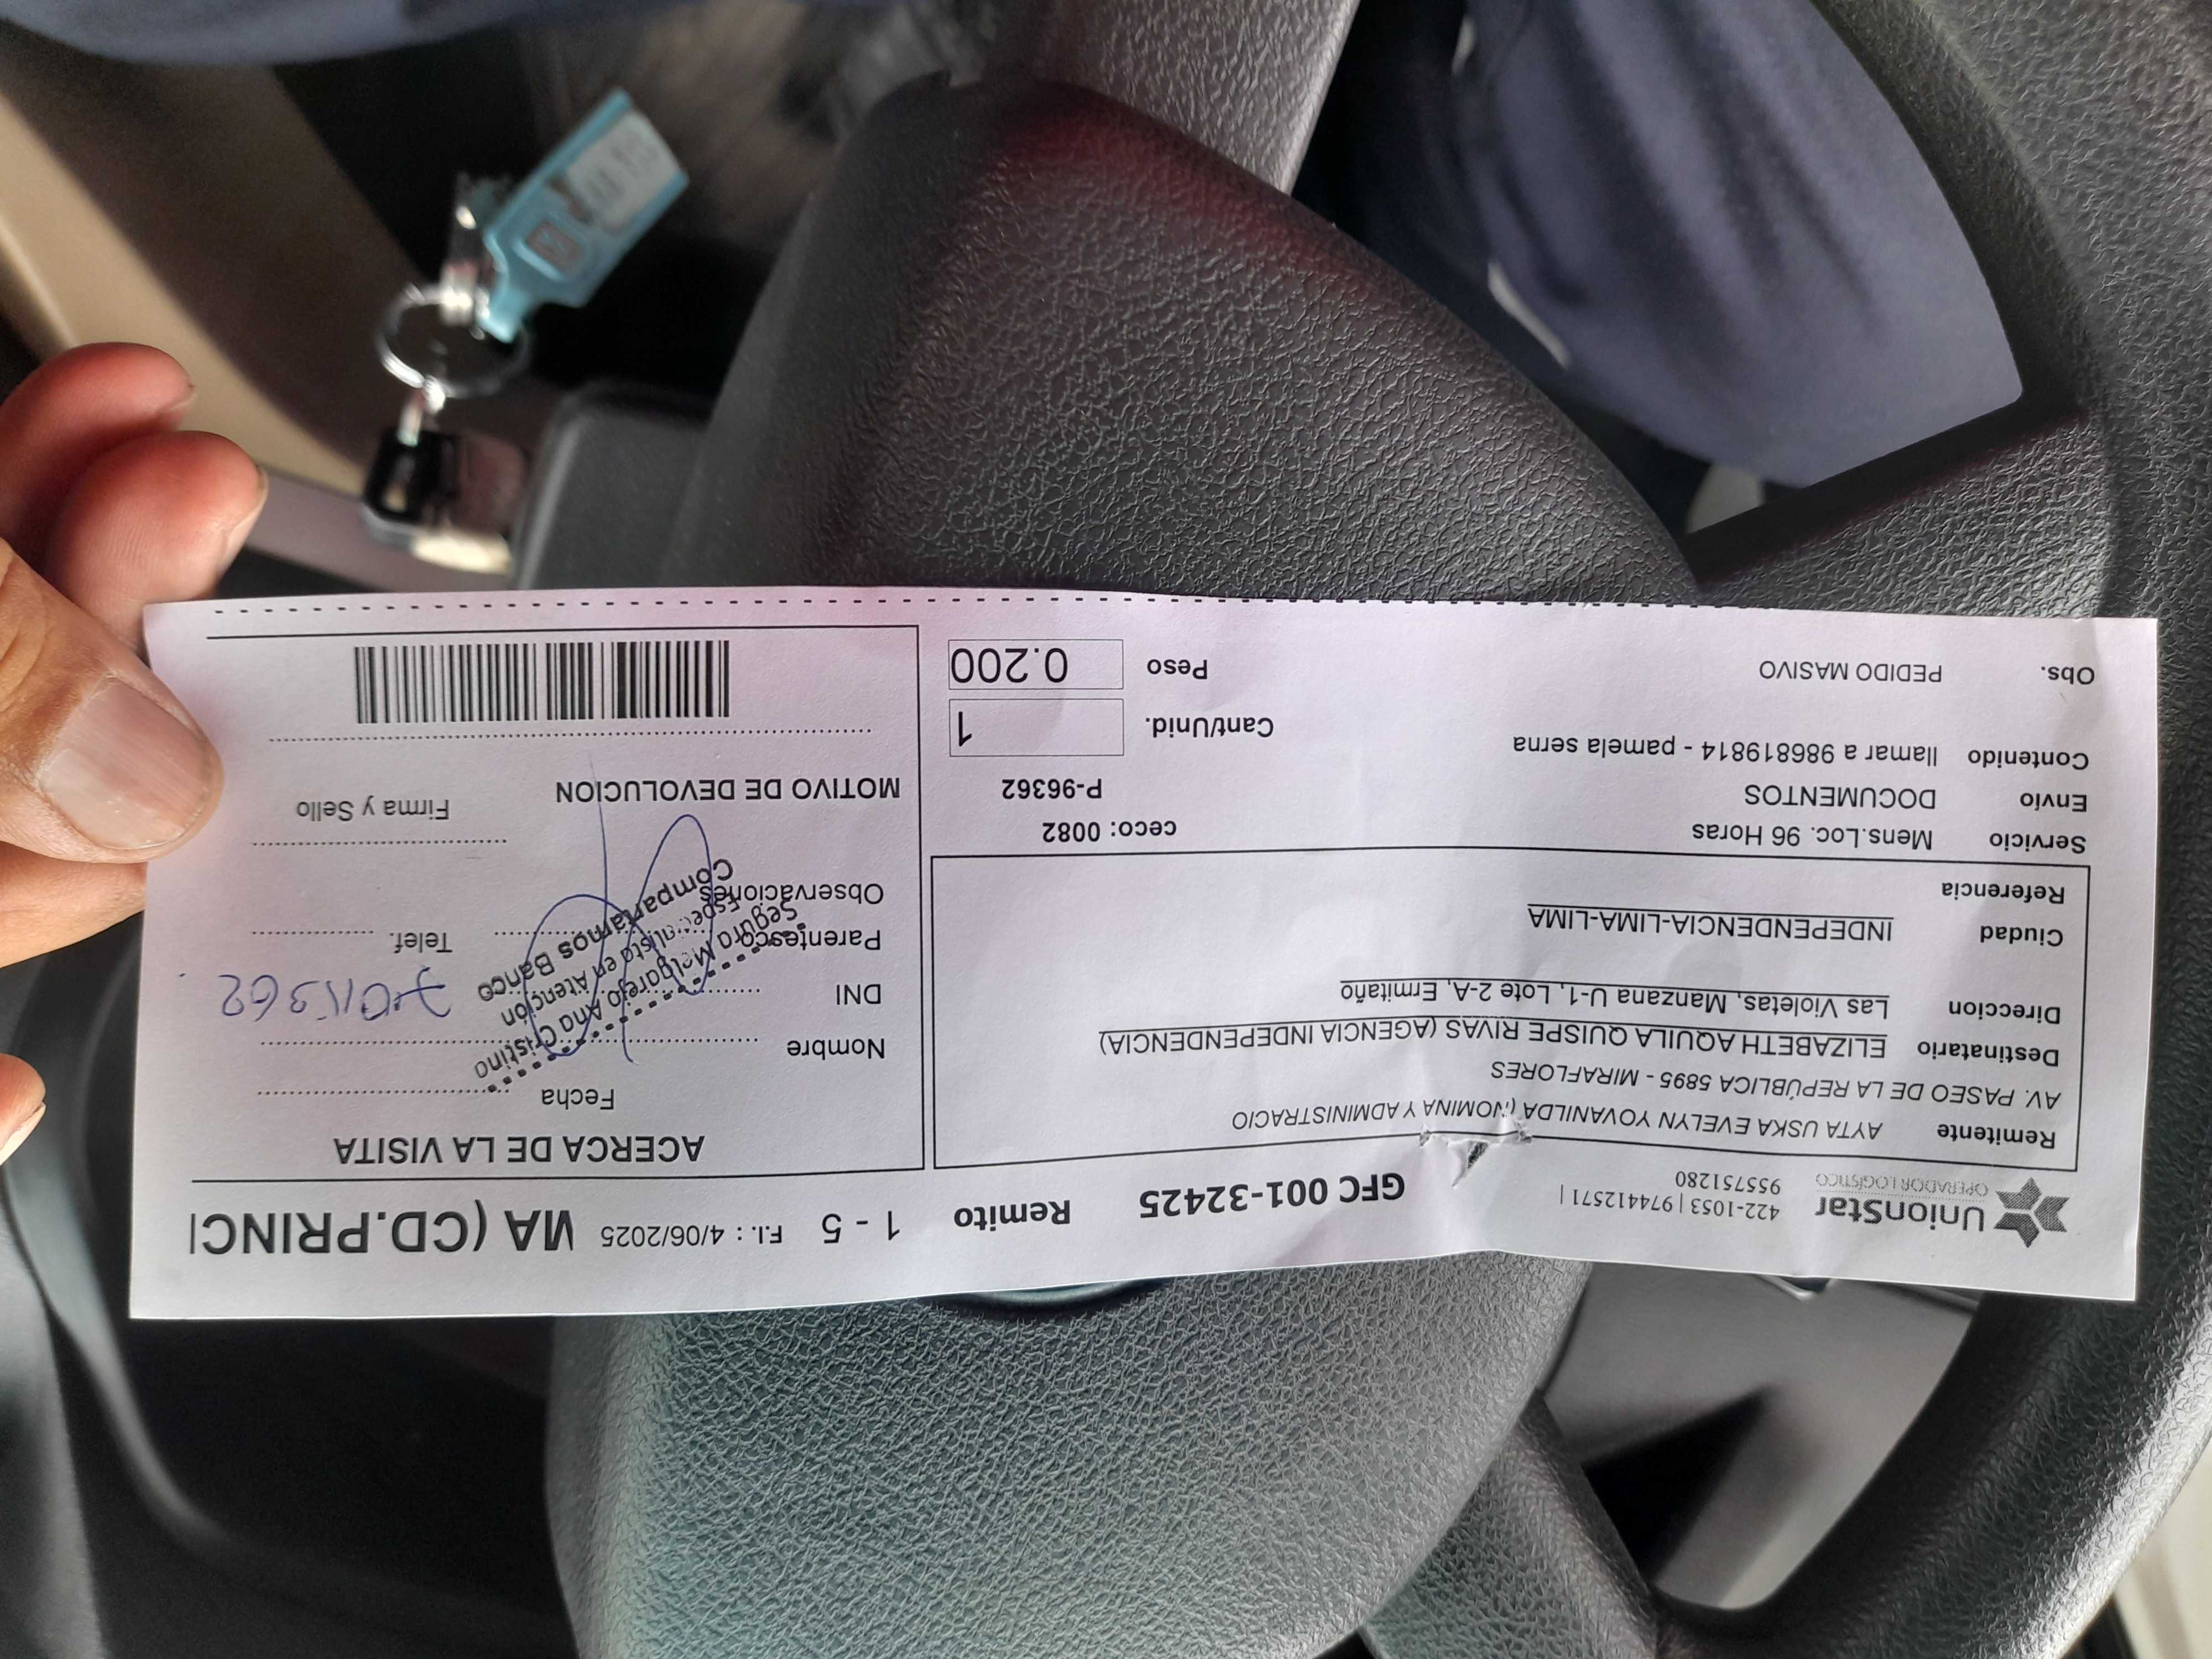 UnionStar
OPERADOR LOGÍSTICO
422-1053 | 974412571 |
955751280
GFC 001-32425
Remito 1 - 5 F.I. : 4/06/2025 MA (CD.PRINCI
Remitente AYTA USKA EVELYN YOVANILDA (NOMINA Y ADMINISTRACIO
AV. PASEO DE LA REPÚBLICA 5895 - MIRAFLORES
Destinatario ELIZABETH AQUILA QUISPE RIVAS (AGENCIA INDEPENDENCIA)
Direccion Las Violetas, Manzana U-1, Lote 2-A, Ermitaño
Ciudad INDEPENDENCIA-LIMA-LIMA
Referencia
Servicio Mens.Loc. 96 Horas ceco: 0082
Envío DOCUMENTOS P-96362
Contenido llamar a 986819814 - pamela serna
Cant/Unid. 1
Obs. PEDIDO MASIVO
Peso 0.200
ACERCA DE LA VISITA
Fecha
Nombre
DNI
Parentesco Telef.
Observaciones
Segura Melgarejo Ana Cristina
Especialista en Atención
Compartamos Banco
Firma y Sello
MOTIVO DE DEVOLUCION